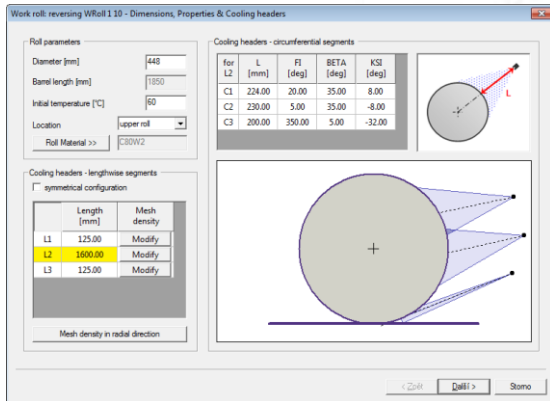 Work roll: reversing WRoll 1 10 - Dimensions, Properties & Cooling headers
Roll parameters
Diameter [mm] 448
Barrel length [mm] 1850
Initial temperature [°C] 60
Location upper roll
Roll Material >> C80W2
Cooling headers - lengthwise segments
symmetrical configuration
Length [mm] Mesh density
L1 125.00 Modify
L2 1600.00 Modify
L3 125.00 Modify
Mesh density in radial direction
Cooling headers - circumferential segments
for L2 L [mm] FI [deg] BETA [deg] KSI [deg]
C1 224.00 20.00 35.00 8.00
C2 230.00 5.00 35.00 -8.00
C3 200.00 350.00 5.00 -32.00
L
< Zpět Další > Storno